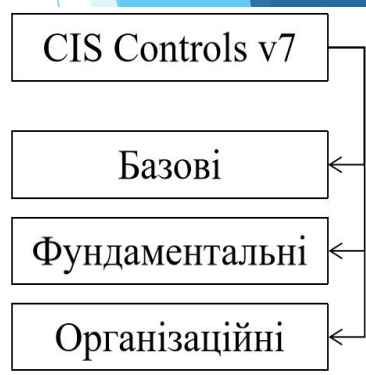 CIS Controls v7
Базові
Фундаментальні
Організаційні